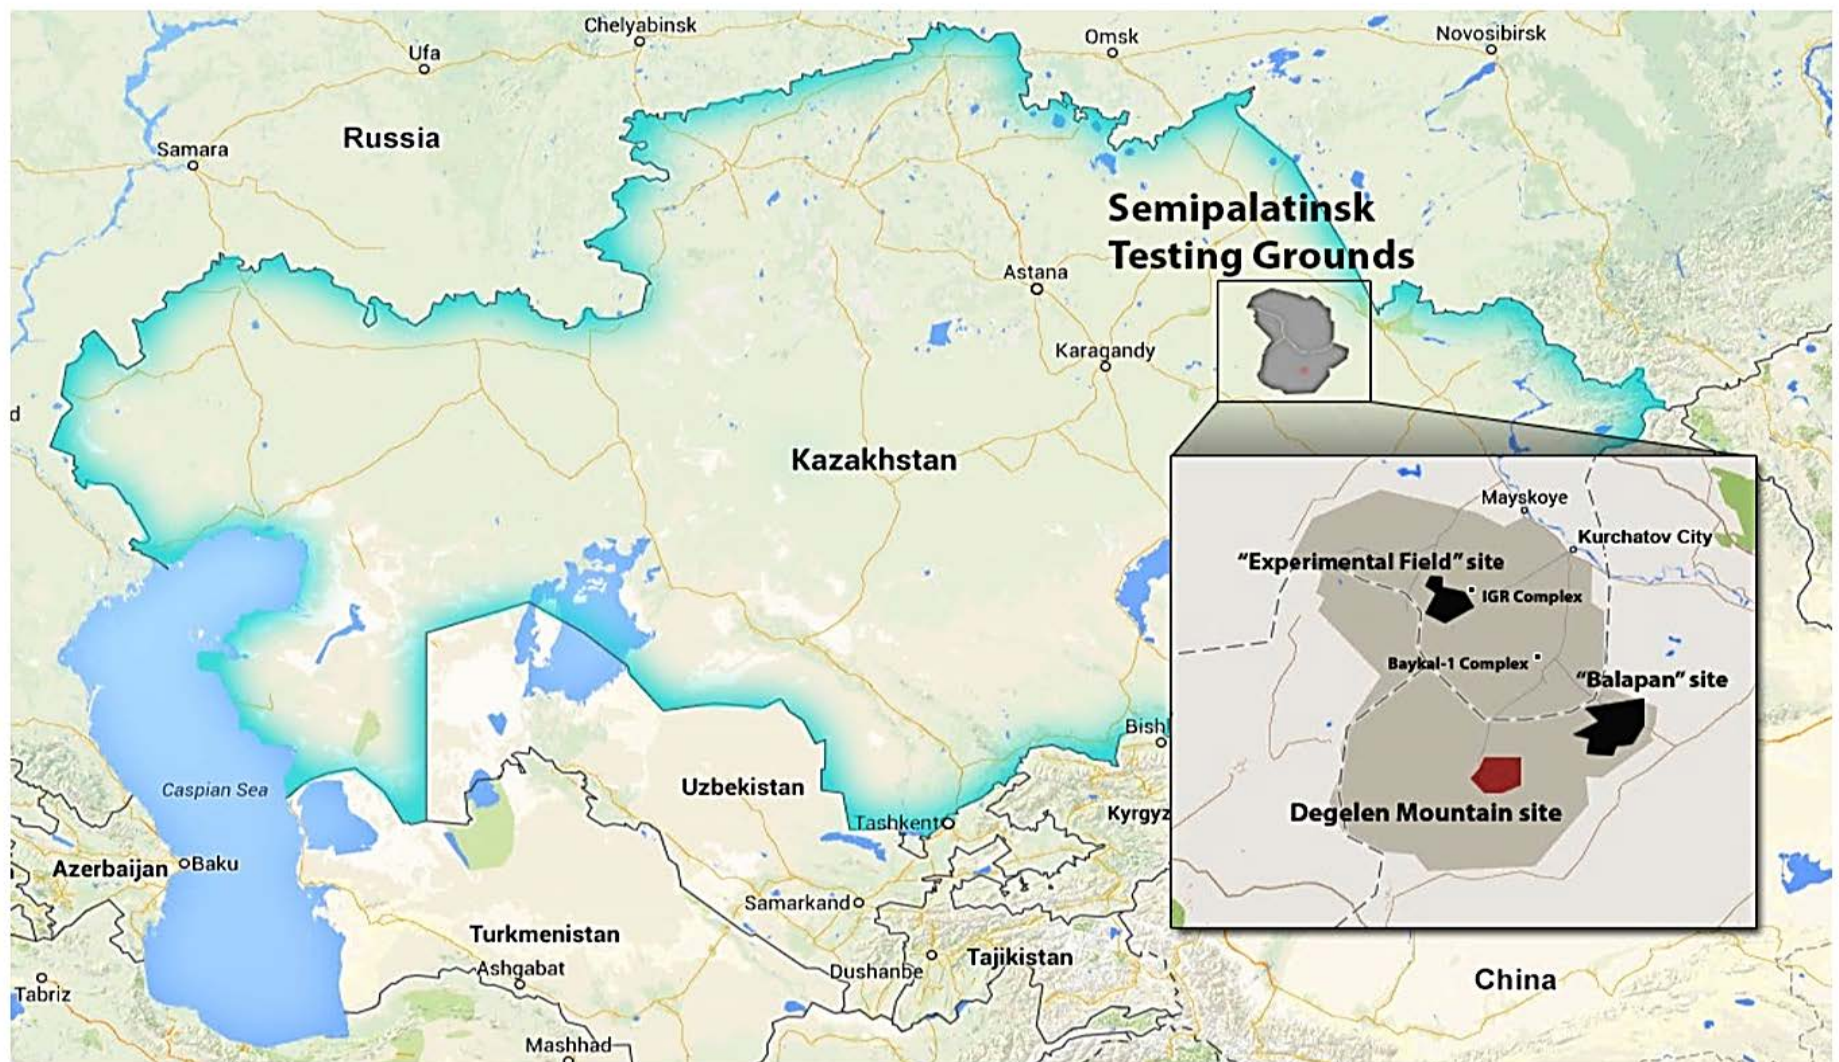 Chelyabinsk
Omsk
Novosibirsk
Ufa
Russia
Samara
Semipalatinsk
Testing Grounds
Astana
Karagandy
d
Kazakhstan
Mayskoye
Kurchatov City
“Experimental Field” site
IGR Complex
Baykal-1 Complex
“Balapan” site
Degelen Mountain site
Bish
Caspian Sea
Uzbekistan
Tashkent
Kyrgyz
Azerbaijan
Baku
Samarkand
Turkmenistan
Ashgabat
Dushanbe
Tajikistan
China
Tabriz
Mashhad